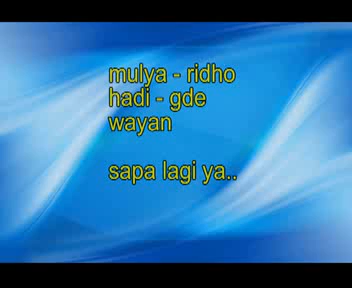 mulya - ridho
hadi - gde
wayan
sapa lagi ya..